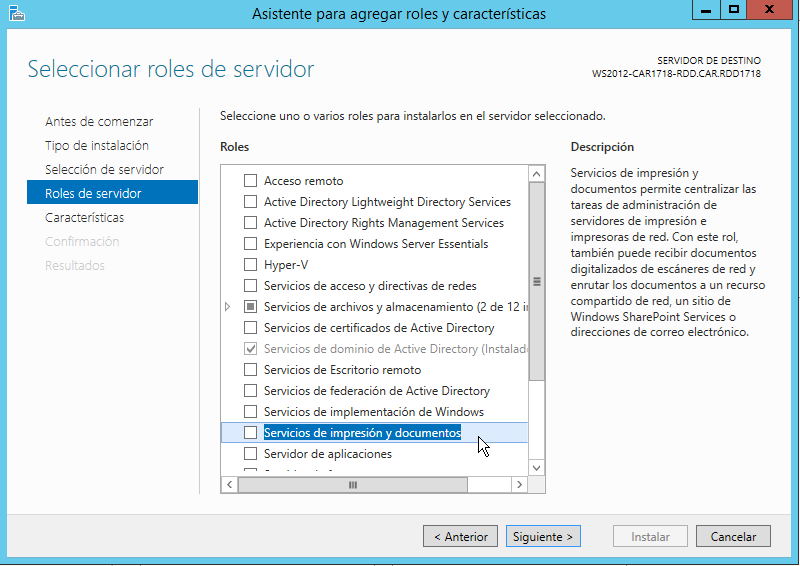 Asistente para agregar roles y características
Seleccionar roles de servidor
SERVIDOR DE DESTINO
WS2012-CAR1718-RDD.CAR.RDD1718
Antes de comenzar
Tipo de instalación
Selección de servidor
Roles de servidor
Características
Confirmación
Resultados
Seleccione uno o varios roles para instalarlos en el servidor seleccionado.
Roles
Acceso remoto
Active Directory Lightweight Directory Services
Active Directory Rights Management Services
Experiencia con Windows Server Essentials
Hyper-V
Servicios de acceso y directivas de redes
Servicios de archivos y almacenamiento (2 de 12 in
Servicios de certificados de Active Directory
Servicios de dominio de Active Directory (Instalado
Servicios de Escritorio remoto
Servicios de federación de Active Directory
Servicios de implementación de Windows
Servicios de impresión y documentos
Servidor de aplicaciones
Descripción
Servicios de impresión y
documentos permite centralizar las
tareas de administración de
servidores de impresión e
impresoras de red. Con este rol,
también puede recibir documentos
digitalizados de escáneres de red y
enrutar los documentos a un recurso
compartido de red, un sitio de
Windows SharePoint Services o
direcciones de correo electrónico.
< Anterior
Siguiente >
Instalar
Cancelar